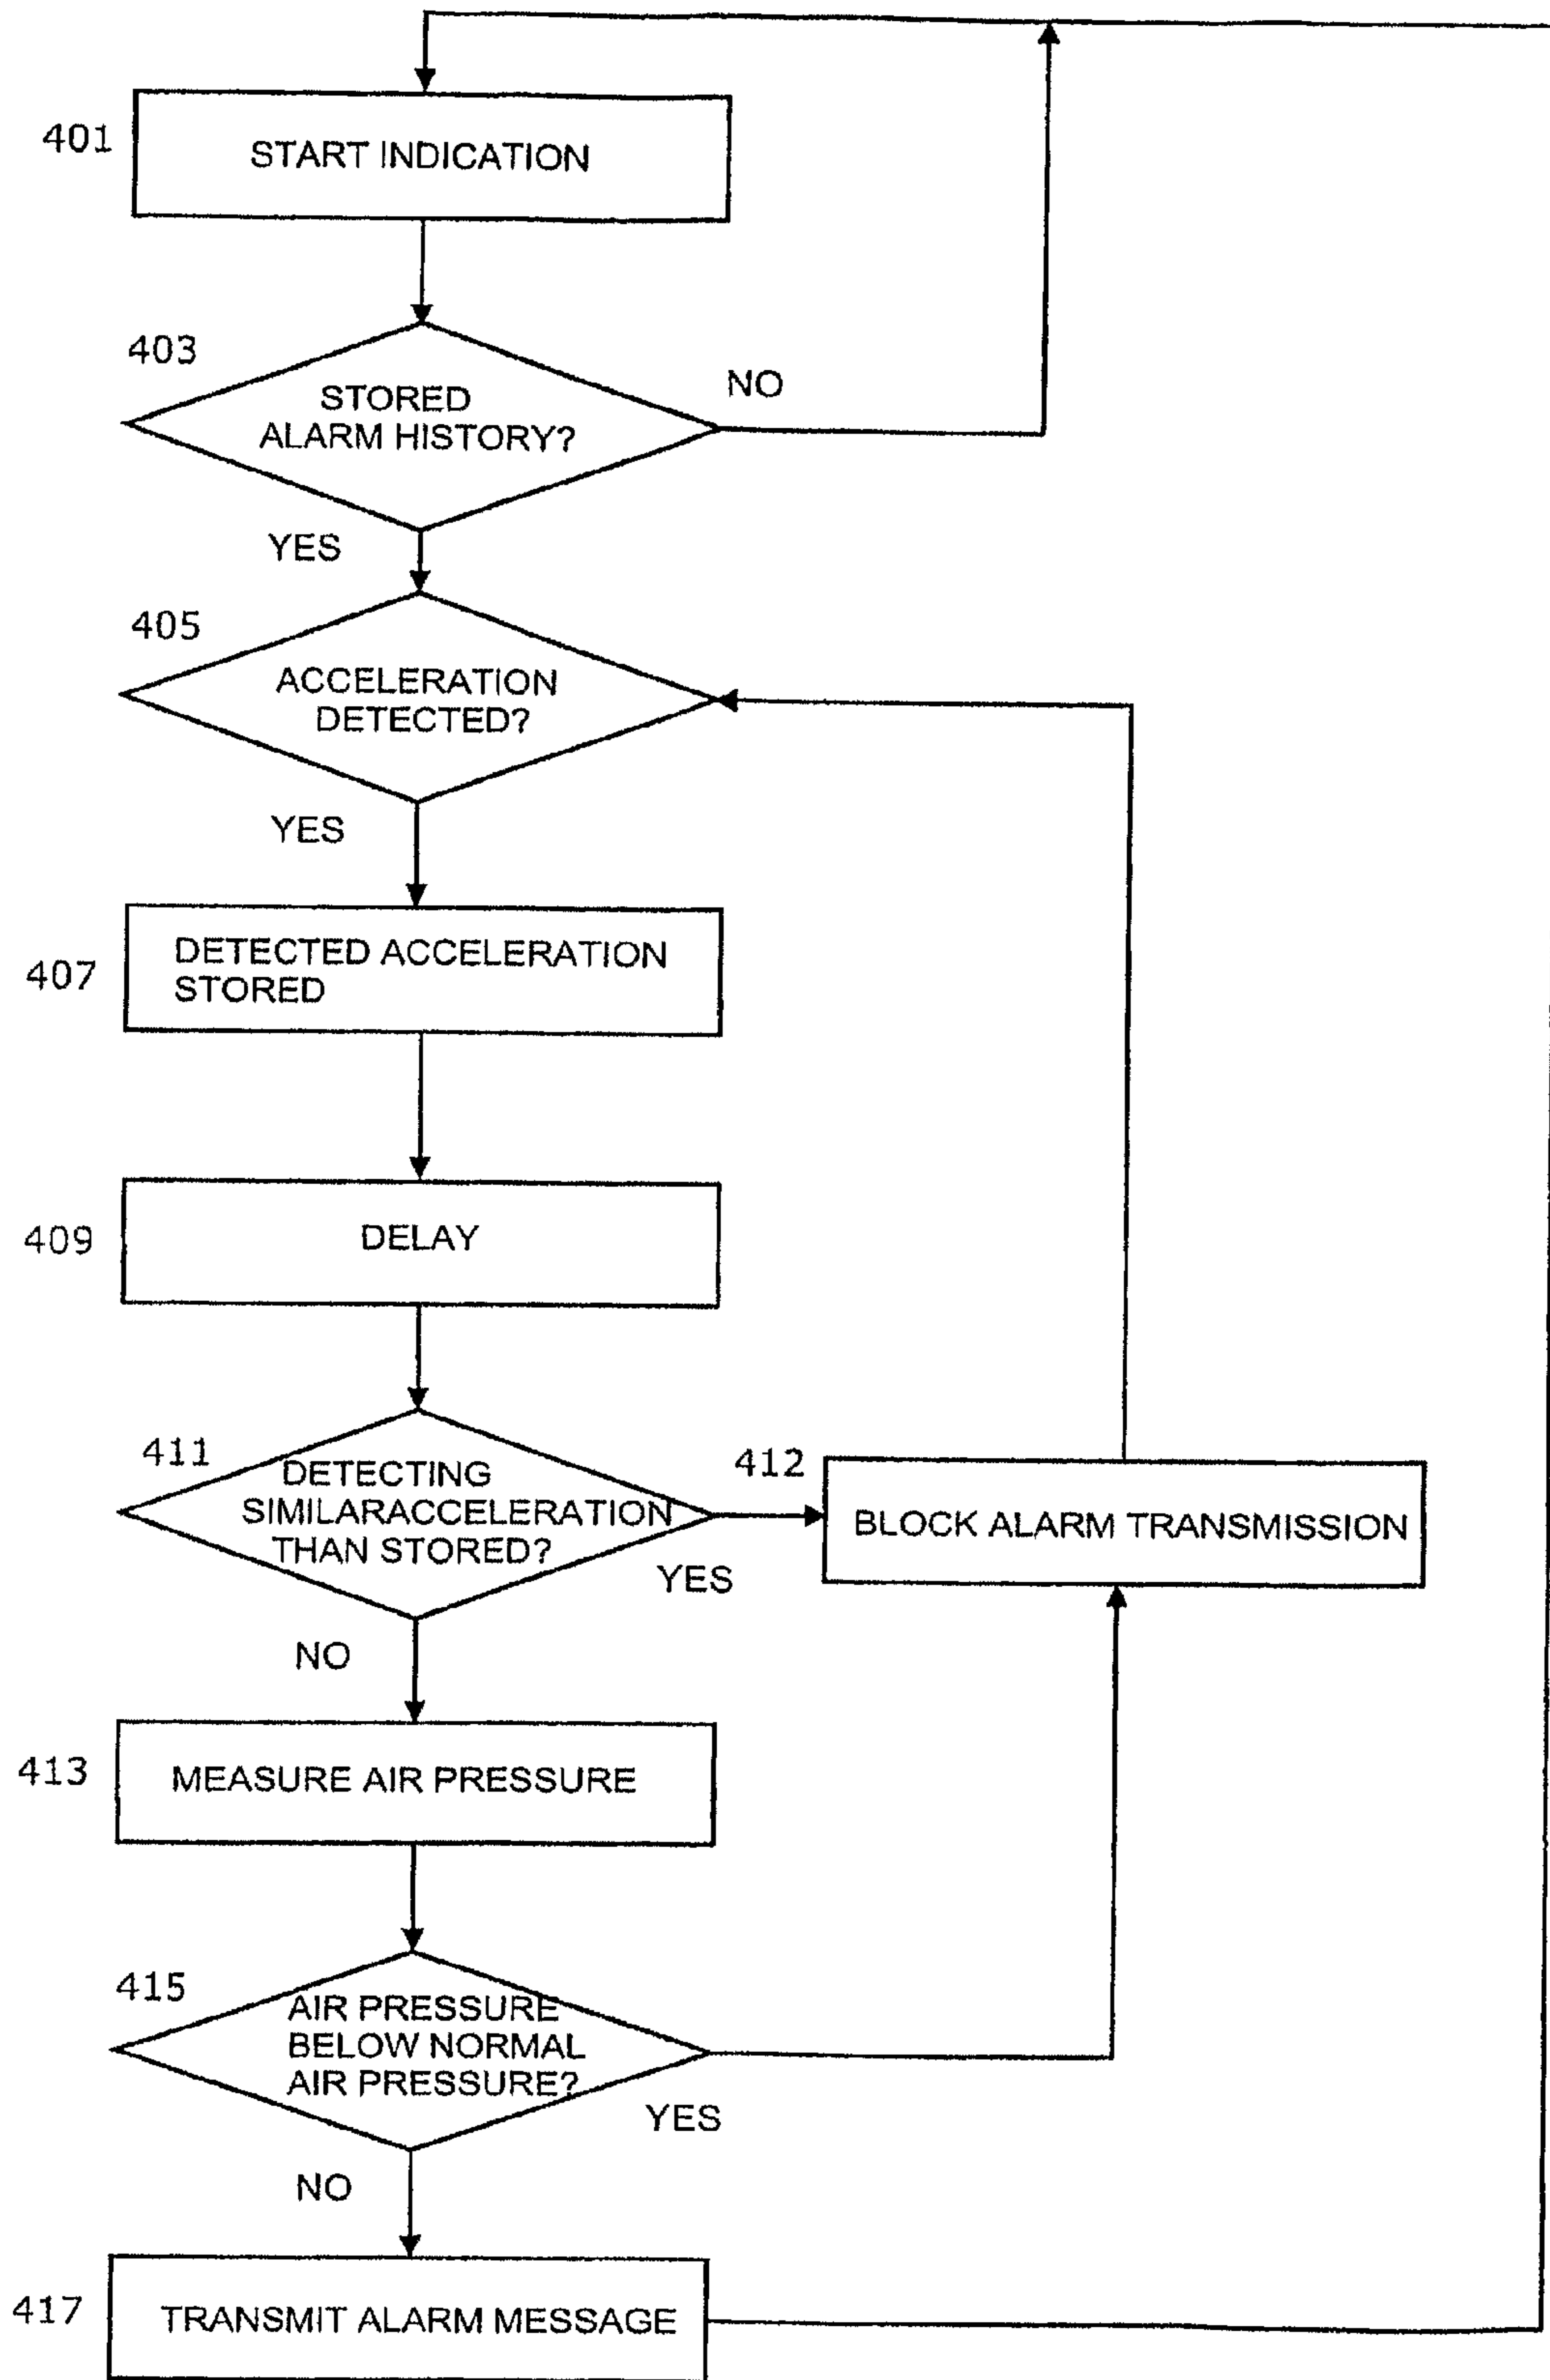 401
START INDICATION
403
STORED
ALARM HISTORY?
NO
YES
405
ACCELERATION
DETECTED?
YES
407
DETECTED ACCELERATION
STORED
409
DELAY
411
DETECTING
SIMILARACCELERATION
THAN STORED?
YES
412
BLOCK ALARM TRANSMISSION
NO
413
MEASURE AIR PRESSURE
415
AIR PRESSURE
BELOW NORMAL
AIR PRESSURE?
YES
NO
417
TRANSMIT ALARM MESSAGE